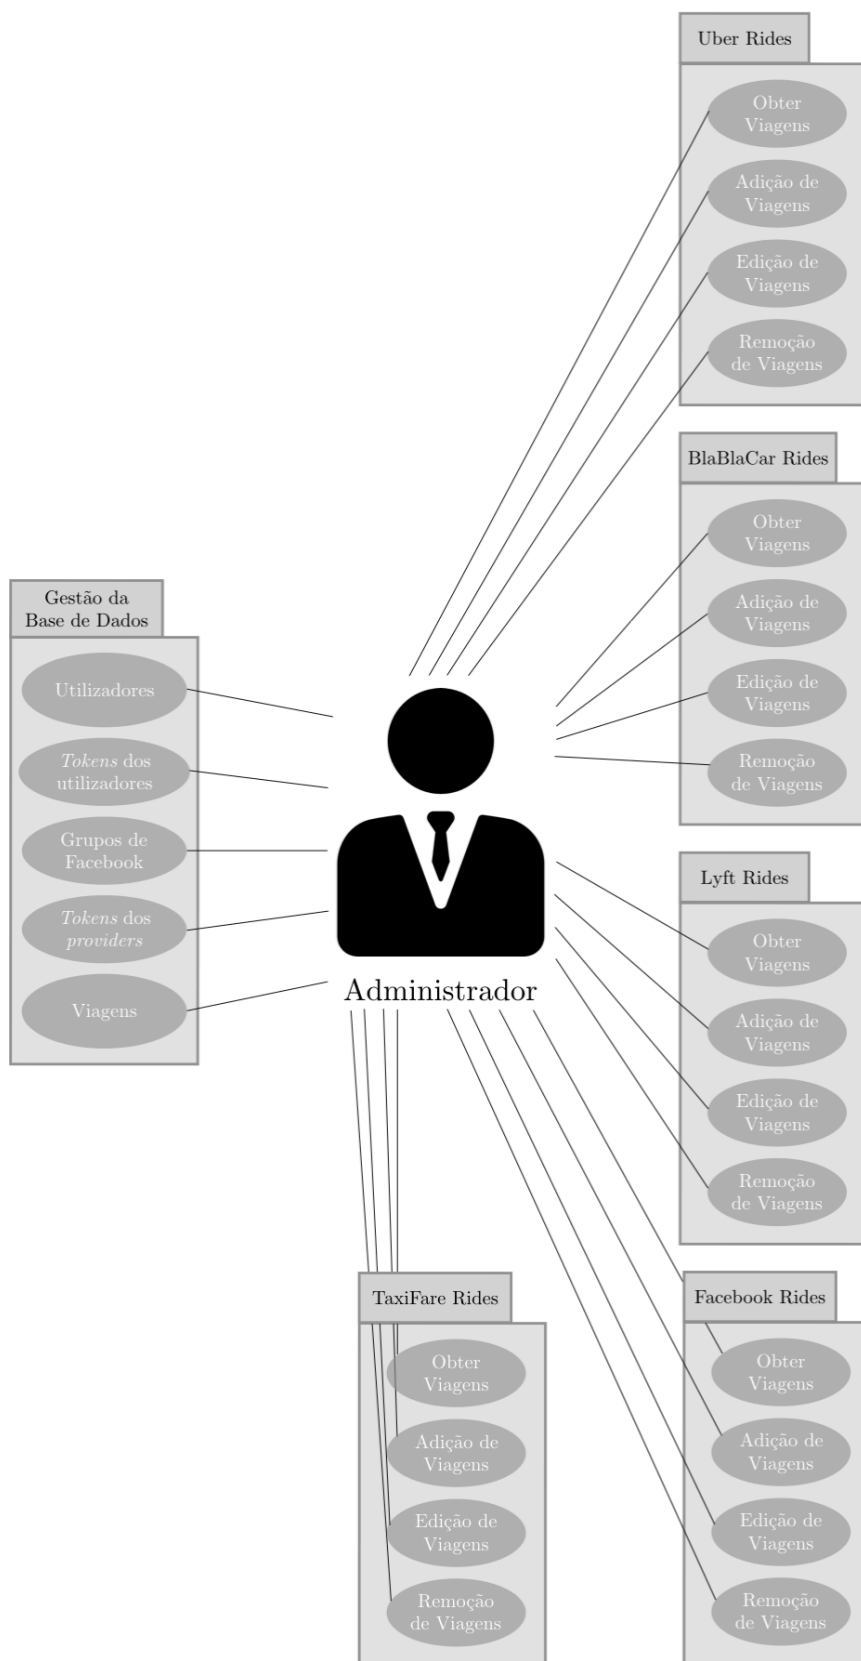 Uber Rides
Obter
Viagens
Adição de
Viagens
Edição de
Viagens
Remoção
de Viagens
BlaBlaCar Rides
Obter
Viagens
Adição de
Viagens
Edição de
Viagens
Remoção
de Viagens
Gestão da
Base de Dados
Utilizadores
Tokens dos
utilizadores
Grupos de
Facebook
Tokens dos
providers
Viagens
Administrador
Lyft Rides
Obter
Viagens
Adição de
Viagens
Edição de
Viagens
Remoção
de Viagens
TaxiFare Rides
Obter
Viagens
Adição de
Viagens
Edição de
Viagens
Remoção
de Viagens
Facebook Rides
Obter
Viagens
Adição de
Viagens
Edição de
Viagens
Remoção
de Viagens